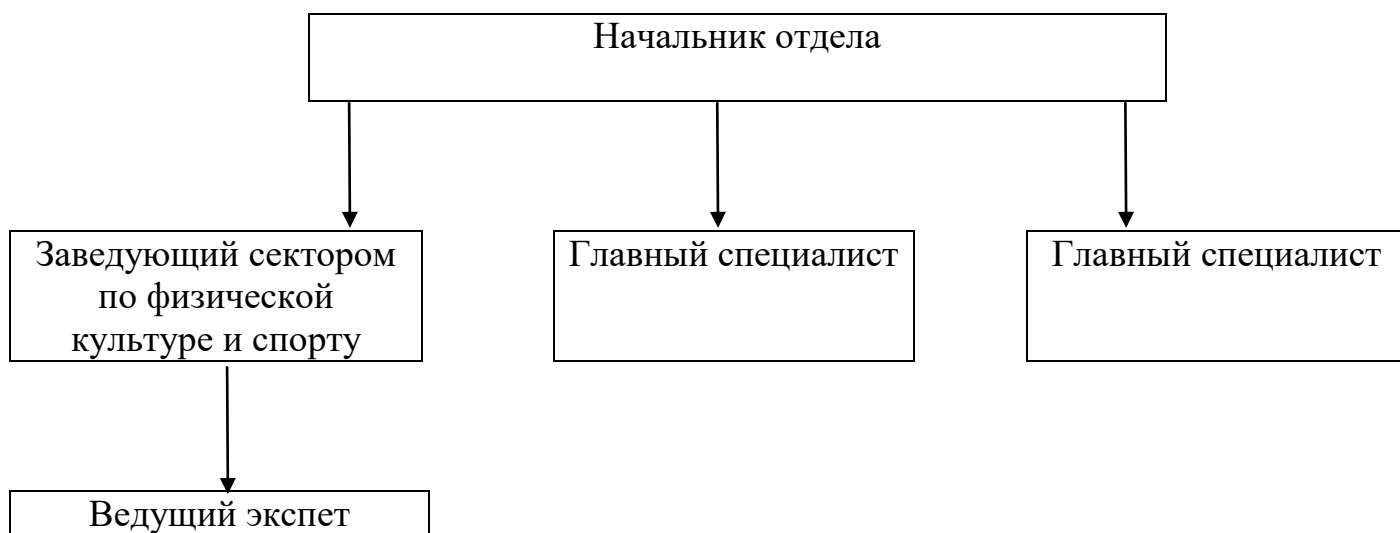 Начальник отдела
Заведующий сектором
по физической
культуре и спорту
Главный специалист
Главный специалист
Ведущий экспет